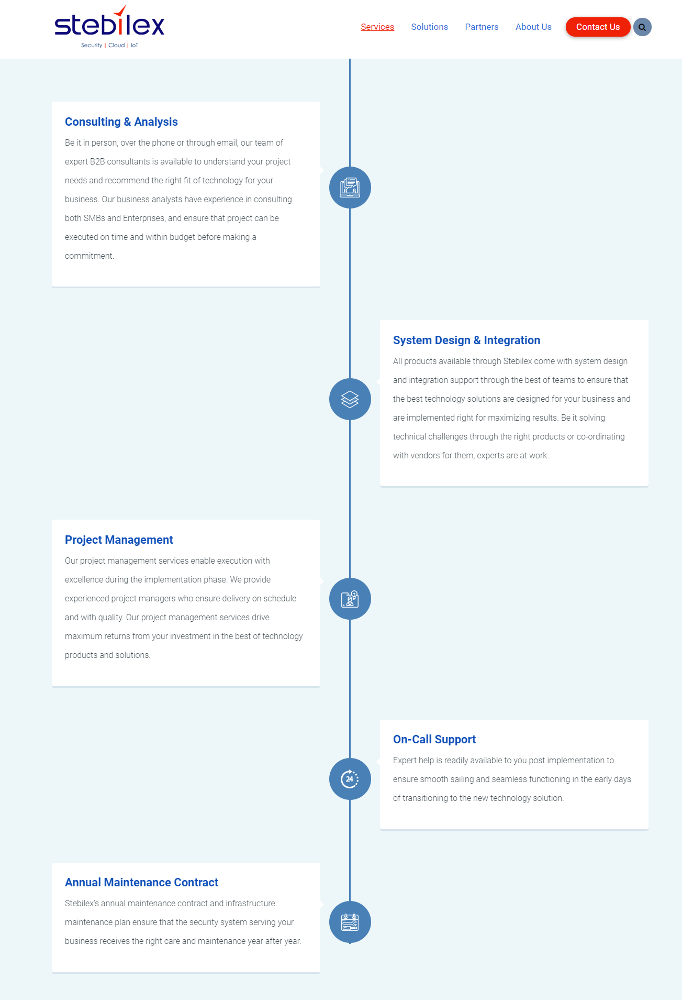 stebilex
Security | Cloud | IoT
Services
Solutions
Partners
About Us
Contact Us
Consulting & Analysis
Be it in person, over the phone or through email, our team of
expert B2B consultants is available to understand your project
needs and recommend the right fit of technology for your
business. Our business analysts have experience in consulting
both SMBs and Enterprises, and ensure that project can be
executed on time and within budget before making a
commitment.
System Design & Integration
All products available through Stebilex come with system design
and integration support through the best of teams to ensure that
the best technology solutions are designed for your business and
are implemented right for maximizing results. Be it solving
technical challenges through the right products or co-ordinating
with vendors for them, experts are at work.
Project Management
Our project management services enable execution with
excellence during the implementation phase. We provide
experienced project managers who ensure delivery on schedule
and with quality. Our project management services drive
maximum returns from your investment in the best of technology
products and solutions.
On-Call Support
Expert help is readily available to you post implementation to
ensure smooth sailing and seamless functioning in the early days
of transitioning to the new technology solution.
24
Annual Maintenance Contract
Stebilex's annual maintenance contract and infrastructure
maintenance plan ensure that the security system serving your
business receives the right care and maintenance year after year.